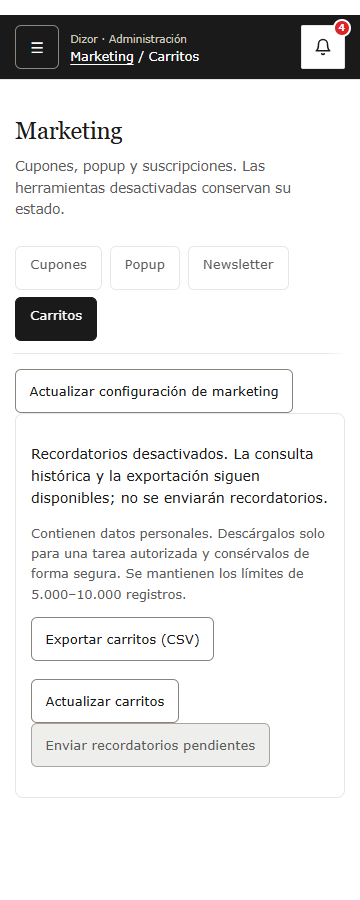 ☰
Dizor · Administración
Marketing / Carritos
4
Marketing
Cupones, popup y suscripciones. Las
herramientas desactivadas conservan su
estado.
Cupones
Popup
Newsletter
Carritos
Actualizar configuración de marketing
Recordatorios desactivados. La consulta
histórica y la exportación siguen
disponibles; no se enviarán recordatorios.
Contienen datos personales. Descárgalos solo
para una tarea autorizada y consérvalos de
forma segura. Se mantienen los límites de
5.000–10.000 registros.
Exportar carritos (CSV)
Actualizar carritos
Enviar recordatorios pendientes